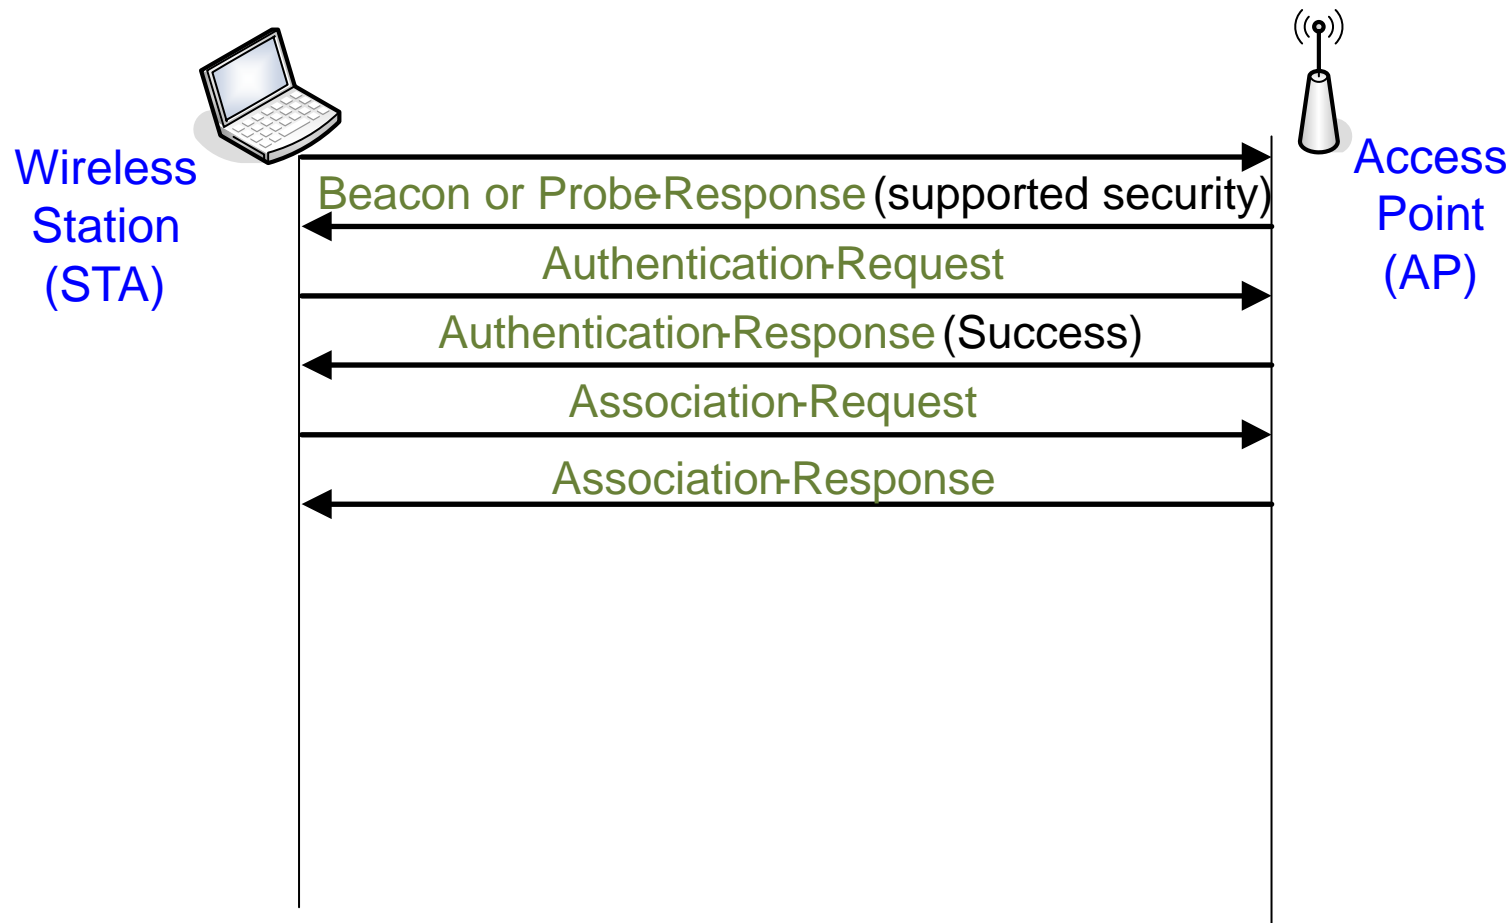 Wireless
Station
(STA)
Access
Point
(AP)
Beacon or Probe-Response (supported security)
Authentication-Request
Authentication-Response (Success)
Association-Request
Association-Response